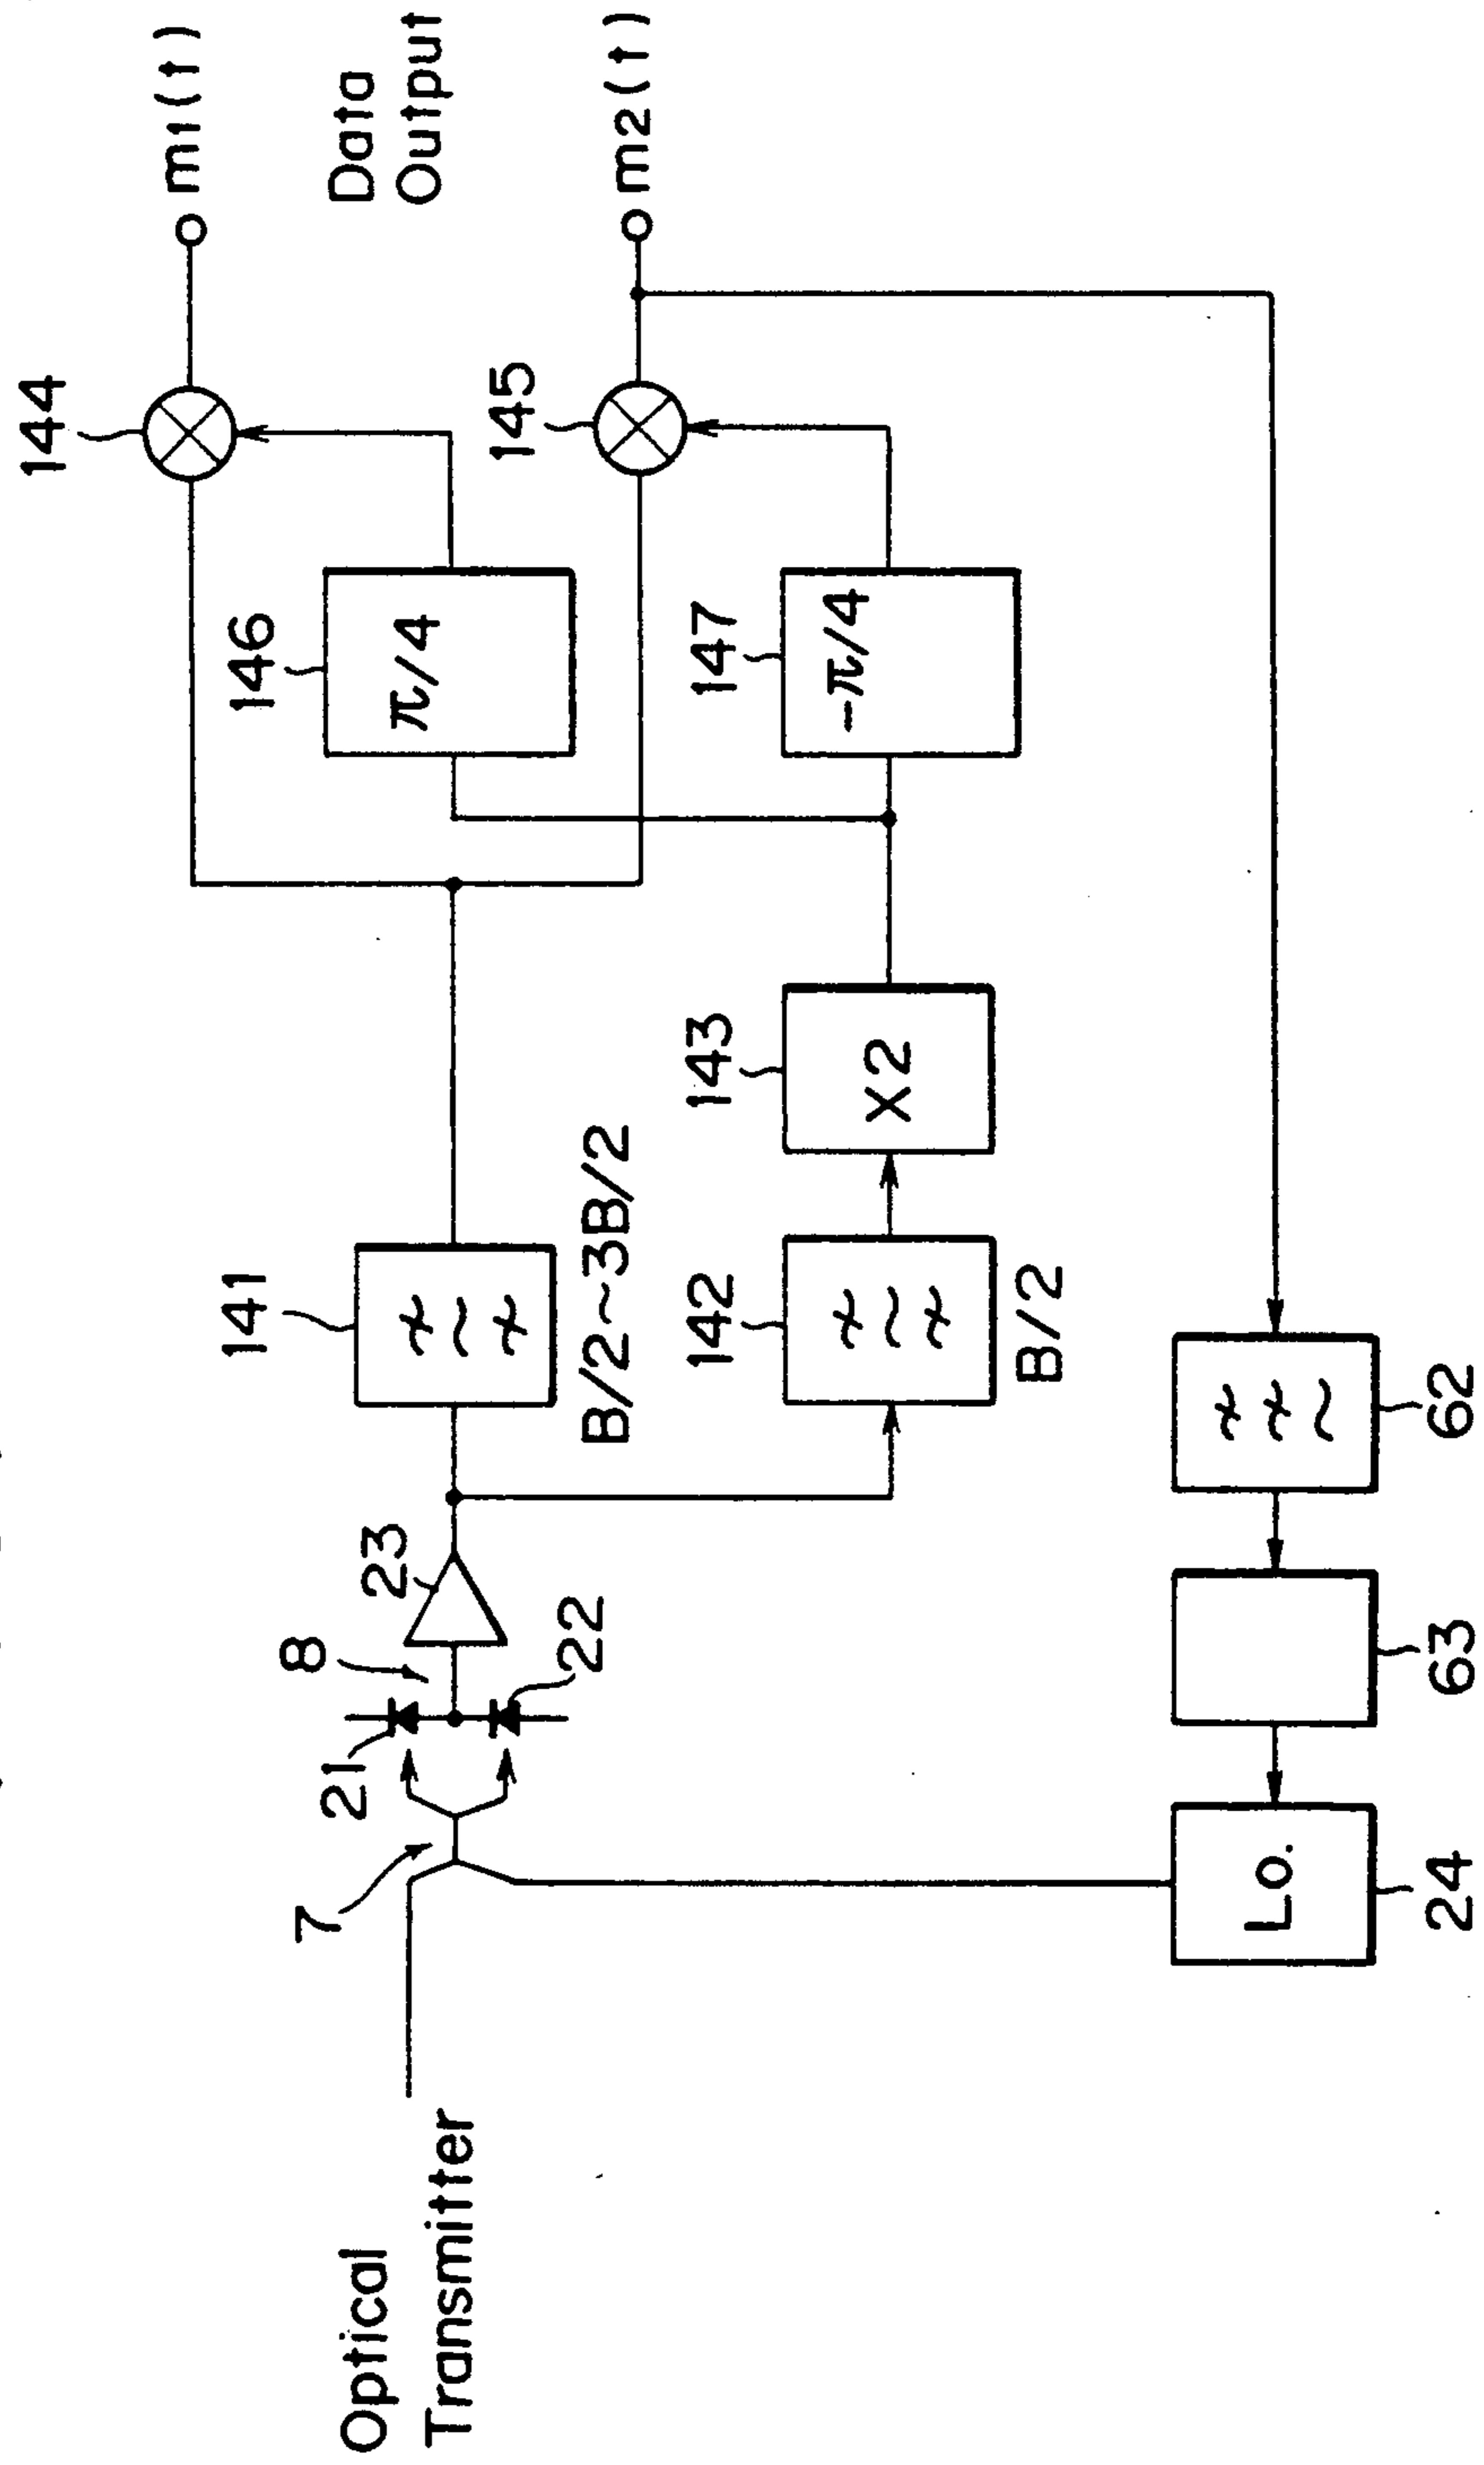 Optical
Transmitter
7
21
8
22
23
141
B/2~3B/2
142
B/2
143
X2
146
π/4
147
-π/4
144
145
m1(t)
Data
Output
m2(t)
LO.
24
63
62